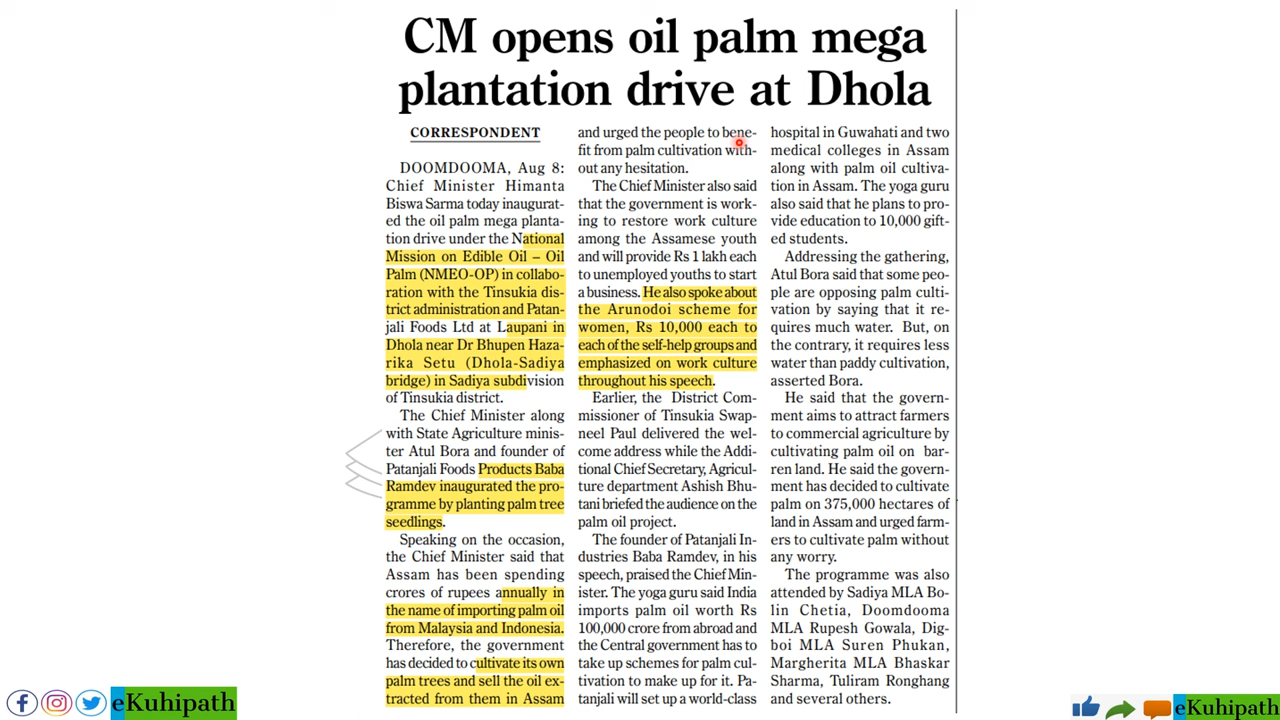 CM opens oil palm mega
plantation drive at Dhola
CORRESPONDENT
DOOMDOOMA, Aug 8:
Chief Minister Himanta
Biswa Sarma today inaugurat-
ed the oil palm mega planta-
tion drive under the National
Mission on Edible Oil – Oil
Palm (NMEO-OP) in collabo-
ration with the Tinsukia dis-
trict administration and Patan-
jali Foods Ltd at Laupani in
Dhola near Dr Bhupen Haza-
rika Setu (Dhola-Sadiya
bridge) in Sadiya subdivision
of Tinsukia district.
The Chief Minister along
with State Agriculture minis-
ter Atul Bora and founder of
Patanjali Foods Products Baba
Ramdev inaugurated the pro-
gramme by planting palm tree
seedlings.
Speaking on the occasion,
the Chief Minister said that
Assam has been spending
crores of rupees annually in
the name of importing palm oil
from Malaysia and Indonesia.
Therefore, the government
has decided to cultivate its own
palm trees and sell the oil ex-
tracted from them in Assam
and urged the people to bene-
fit from palm cultivation with-
out any hesitation.
The Chief Minister also said
that the government is work-
ing to restore work culture
among the Assamese youth
and will provide Rs 1 lakh each
to unemployed youths to start
a business. He also spoke about
the Arunodoi scheme for
women, Rs 10,000 each to
each of the self-help groups and
emphasized on work culture
throughout his speech.
Earlier, the District Com-
missioner of Tinsukia Swap-
neel Paul delivered the wel-
come address while the Addi-
tional Chief Secretary, Agricul-
ture department Ashish Bhu-
tani briefed the audience on the
palm oil project.
The founder of Patanjali In-
dustries Baba Ramdev, in his
speech, praised the Chief Min-
ister. The yoga guru said India
imports palm oil worth Rs
100,000 crore from abroad and
the Central government has to
take up schemes for palm cul-
tivation to make up for it. Pa-
tanjali will set up a world-class
hospital in Guwahati and two
medical colleges in Assam
along with palm oil cultiva-
tion in Assam. The yoga guru
also said that he plans to pro-
vide education to 10,000 gift-
ed students.
Addressing the gathering,
Atul Bora said that some peo-
ple are opposing palm culti-
vation by saying that it re-
quires much water. But, on
the contrary, it requires less
water than paddy cultivation,
asserted Bora.
He said that the govern-
ment aims to attract farmers
to commercial agriculture by
cultivating palm oil on bar-
ren land. He said the govern-
ment has decided to cultivate
palm on 375,000 hectares of
land in Assam and urged farm-
ers to cultivate palm without
any worry.
The programme was also
attended by Sadiya MLA Bo-
lin Chetia, Doomdooma
MLA Rupesh Gowala, Dig-
boi MLA Suren Phukan,
Margherita MLA Bhaskar
Sharma, Tuliram Ronghang
and several others.
eKuhipath
eKuhipath